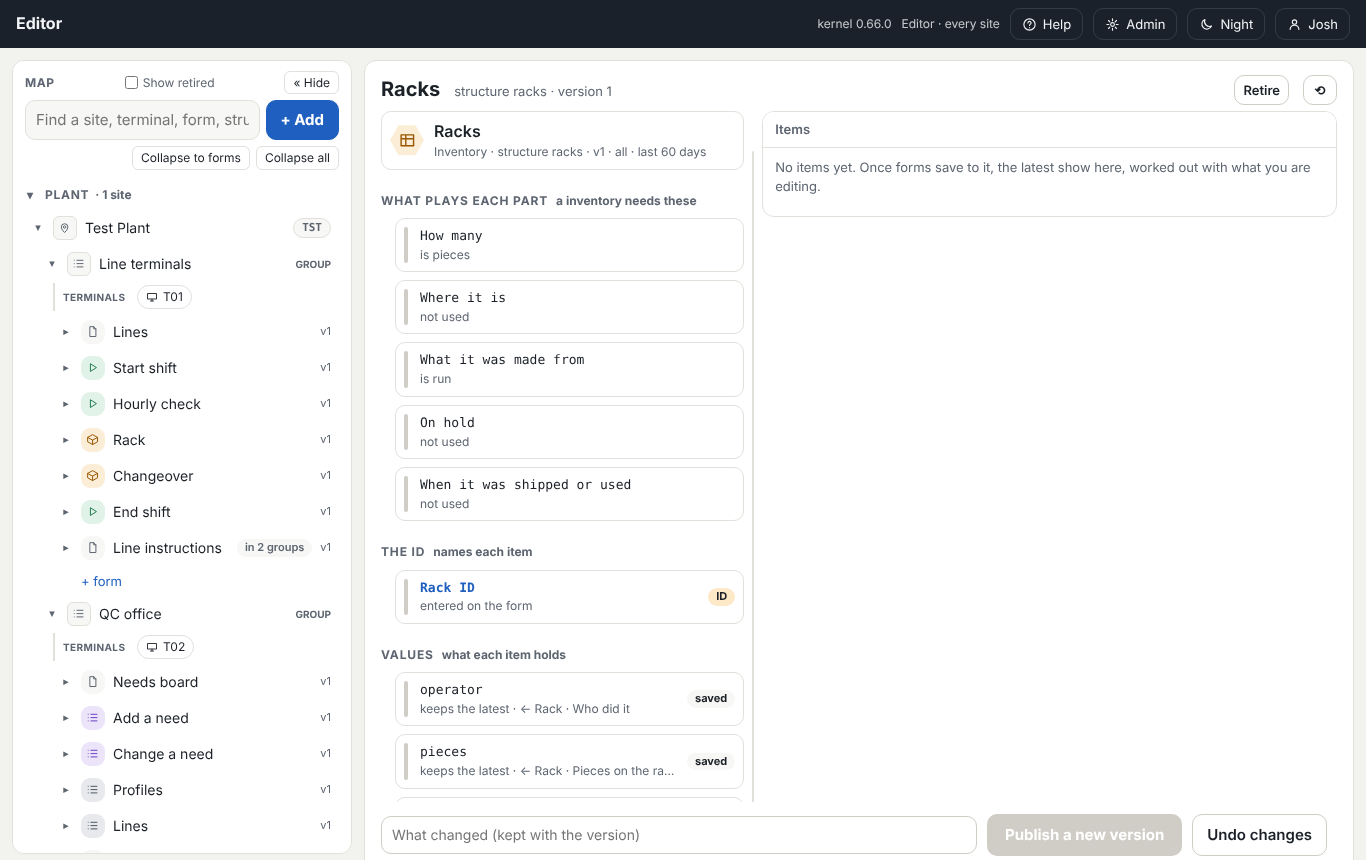 Editor
kernel 0.66.0 Editor · every site Help Admin Night Josh
MAP Show retired « Hide
Find a site, terminal, form, stru
+ Add
Collapse to forms Collapse all
▾ PLANT · 1 site
▾ Test Plant TST
▾ Line terminals GROUP
TERMINALS T01
▸ Lines v1
▸ Start shift v1
▸ Hourly check v1
▸ Rack v1
▸ Changeover v1
▸ End shift v1
▸ Line instructions in 2 groups v1
+ form
▾ QC office GROUP
TERMINALS T02
▸ Needs board v1
▸ Add a need v1
▸ Change a need v1
▸ Profiles v1
▸ Lines v1
Racks structure racks · version 1
Retire ⟲
Racks
Inventory · structure racks · v1 · all · last 60 days
WHAT PLAYS EACH PART a inventory needs these
How many
is pieces
Where it is
not used
What it was made from
is run
On hold
not used
When it was shipped or used
not used
THE ID names each item
Rack ID
entered on the form
ID
VALUES what each item holds
operator
keeps the latest · ← Rack · Who did it
saved
pieces
keeps the latest · ← Rack · Pieces on the ra…
saved
Items
No items yet. Once forms save to it, the latest show here, worked out with what you are
editing.
What changed (kept with the version)
Publish a new version
Undo changes